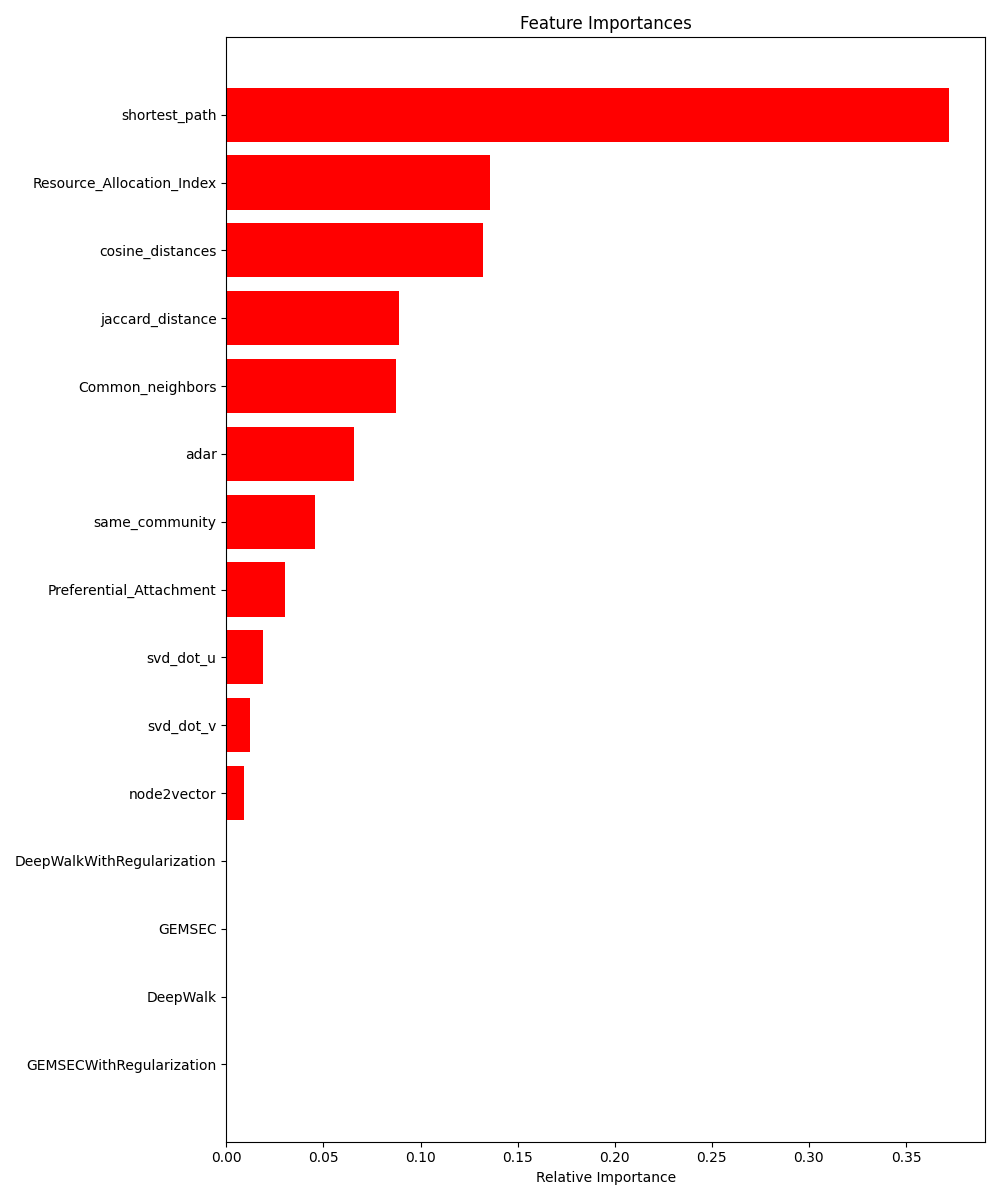 Feature Importances
shortest_path
Resource_Allocation_Index
cosine_distances
jaccard_distance
Common_neighbors
adar
same_community
Preferential_Attachment
svd_dot_u
svd_dot_v
node2vector
DeepWalkWithRegularization
GEMSEC
DeepWalk
GEMSECWithRegularization
0.00 0.05 0.10 0.15 0.20 0.25 0.30 0.35
Relative Importance